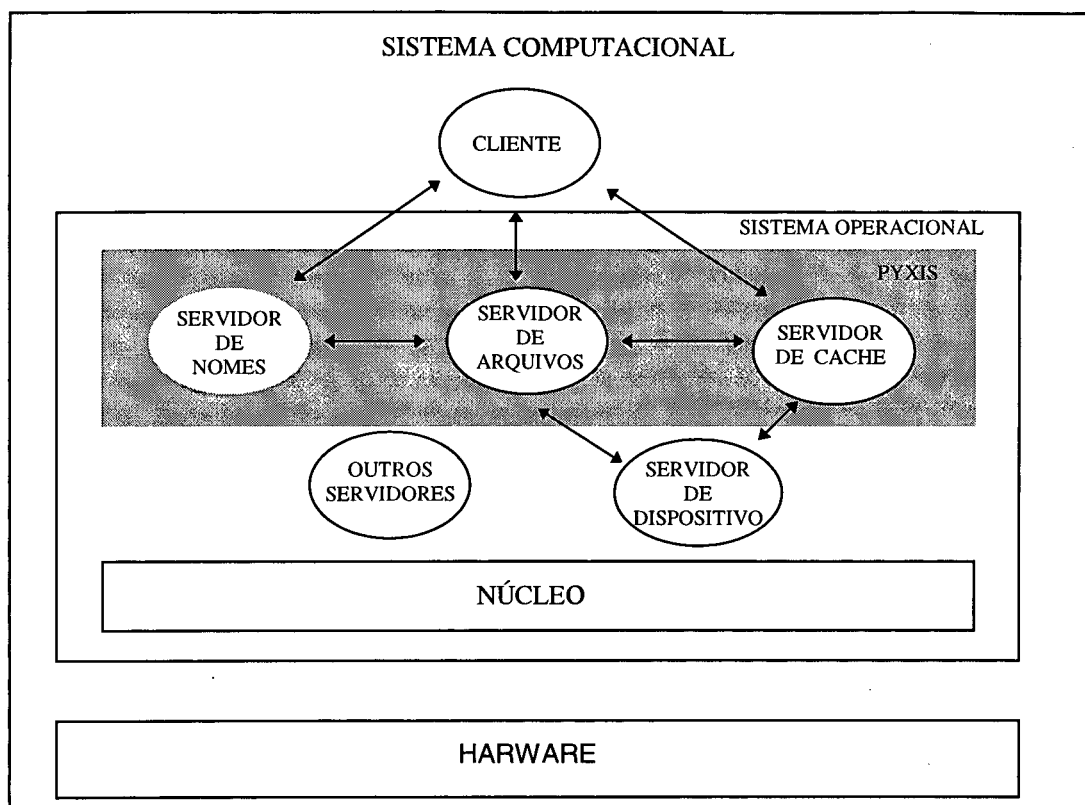 SISTEMA COMPUTACIONAL
CLIENTE
SISTEMA OPERACIONAL
PYXIS
SERVIDOR
DE
NOMES
SERVIDOR
DE
ARQUIVOS
SERVIDOR
DE CACHE
OUTROS
SERVIDORES
SERVIDOR
DE
DISPOSITIVO
NÚCLEO
HARWARE